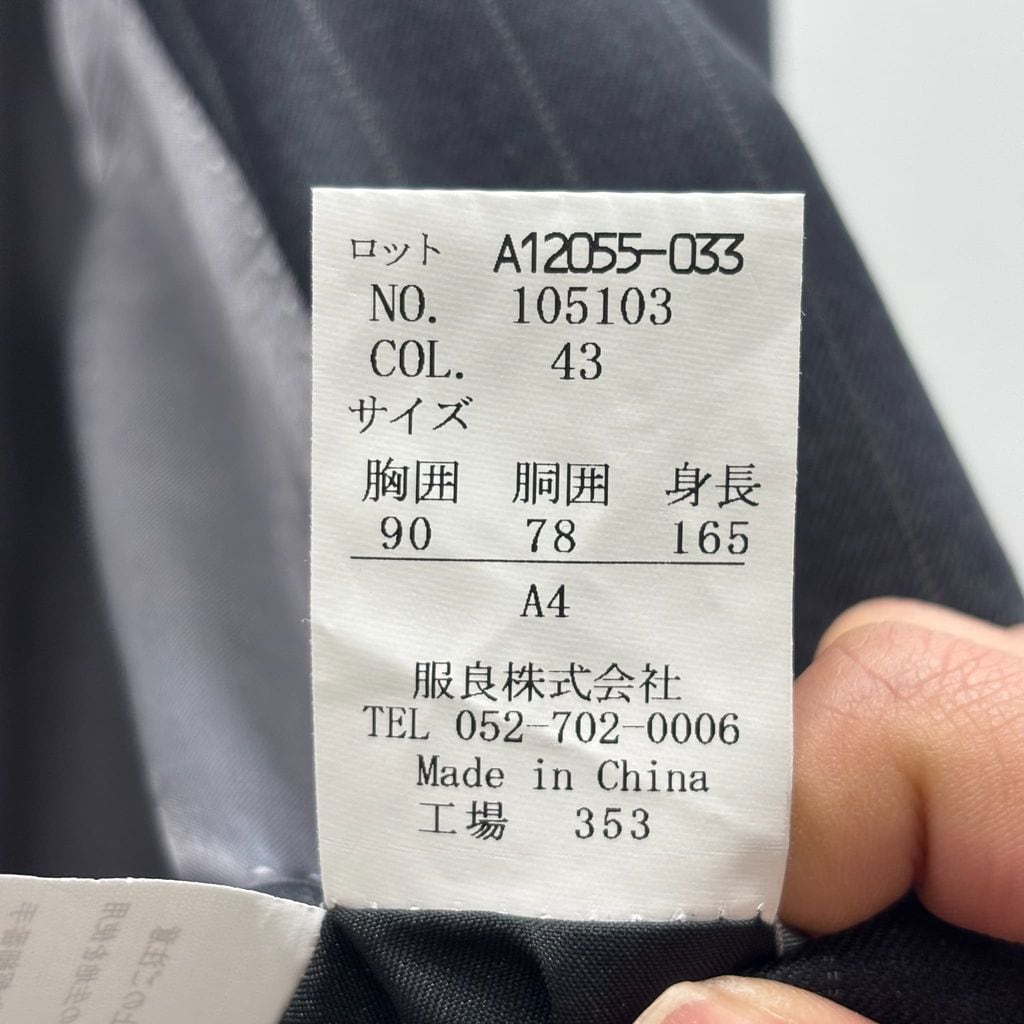 ロット A12055-033
NO. 105103
COL. 43
サイズ
胸囲 胴囲 身長
90 78 165
A4
服良株式会社
TEL 052-702-0006
Made in China
工場 353